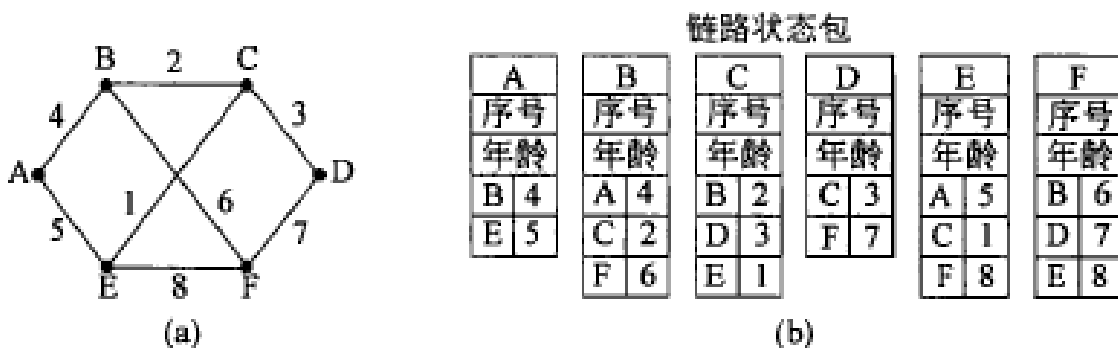 链路状态包
B 2 C
4 3
A D
1 6
5 7
E 8 F
(a)
A B C D E F
序号 序号 序号 序号 序号 序号
年龄 年龄 年龄 年龄 年龄 年龄
B 4 A 4 B 2 C 3 A 5 B 6
E 5 C 2 D 3 F 7 C 1 D 7
F 6 E 1 F 8 E 8
(b)